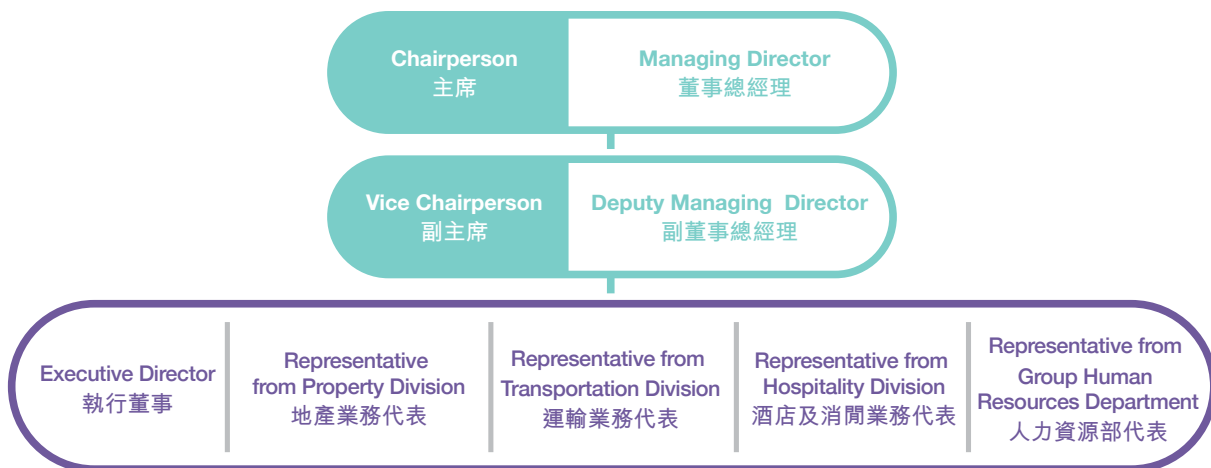 Chairperson
主席
Managing Director
董事總經理
Vice Chairperson
副主席
Deputy Managing Director
副董事總經理
Executive Director
執行董事
Representative
from Property Division
地產業務代表
Representative from
Transportation Division
運輸業務代表
Representative from
Hospitality Division
酒店及消閒業務代表
Representative from
Group Human
Resources Department
人力資源部代表